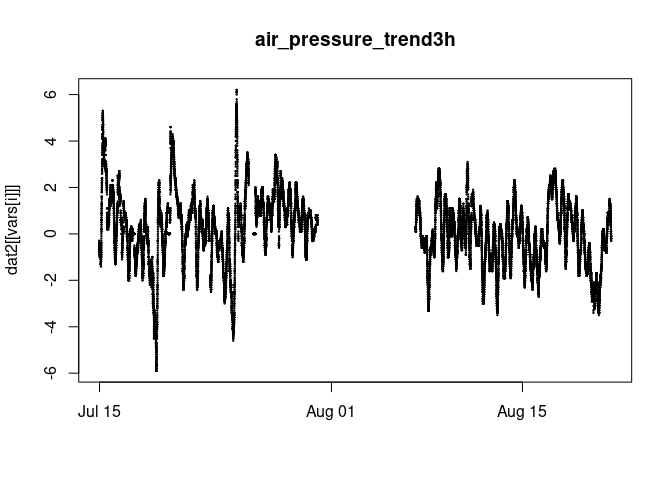 air_pressure_trend3h
dat2[[vars[i]]]
6
4
2
0
-2
-4
-6
Jul 15
Aug 01
Aug 15